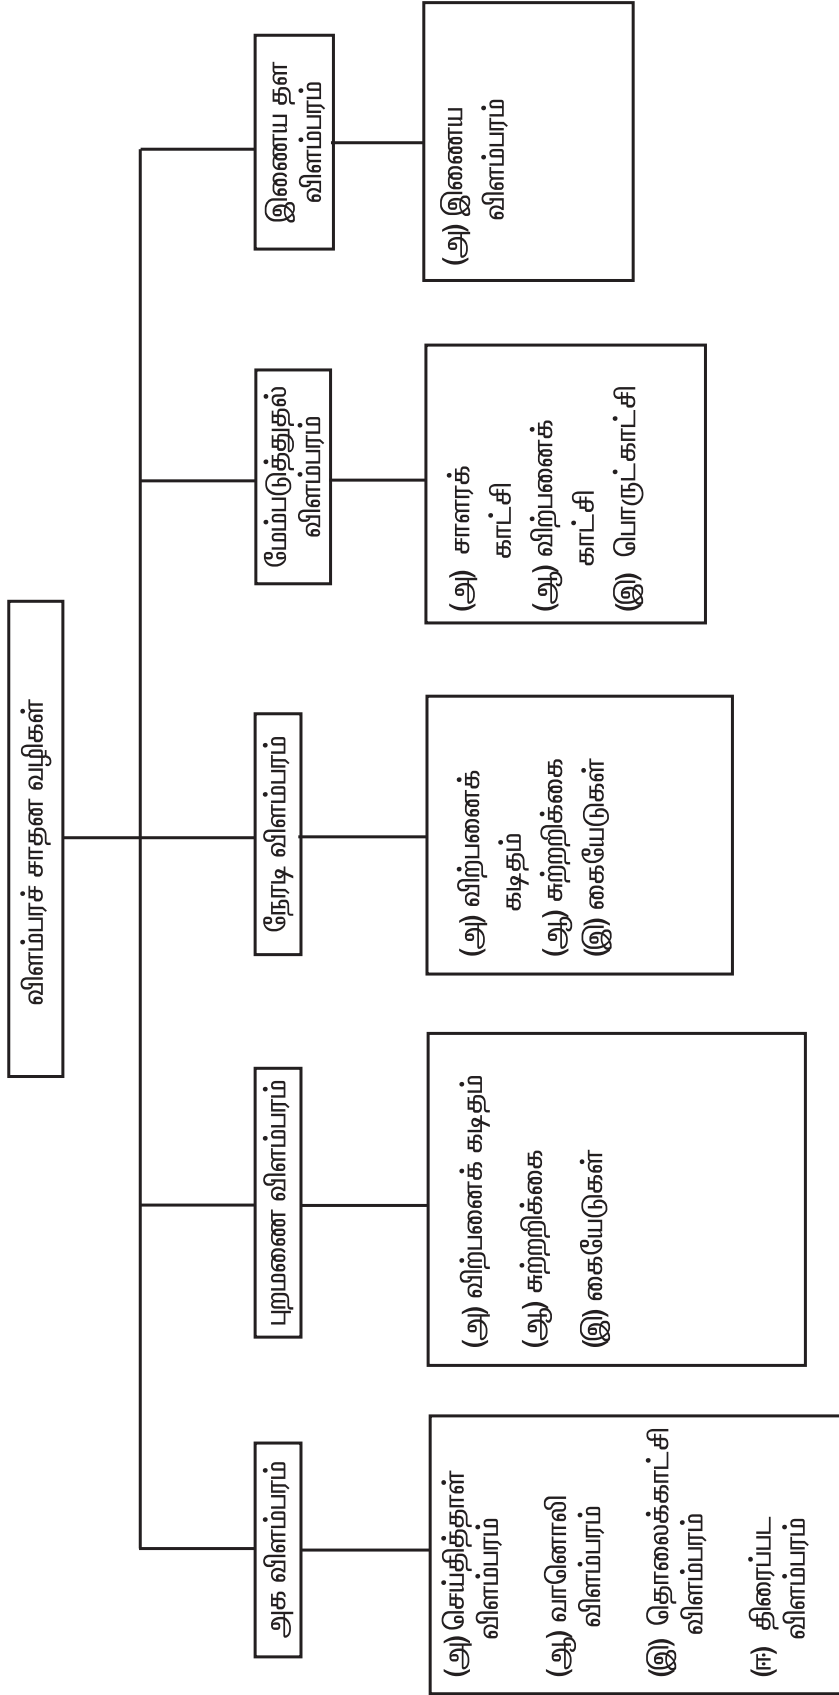 விளம்பரச் சாதன வழிகள்
அக விளம்பரம்
(அ)செய்தித்தாள்
விளம்பரம்
(ஆ) வானொலி
விளம்பரம்
(இ) தொலைக்காட்சி
விளம்பரம்
(ஈ) திரைப்பட
விளம்பரம்
புறமணை விளம்பரம்
(அ) விற்பனைக் கடிதம்
(ஆ) சுற்றறிக்கை
(இ) கையேடுகள்
நேரடி விளம்பரம்
(அ) விற்பனைக்
கடிதம்
(ஆ) சுற்றறிக்கை
(இ) கையேடுகள்
மேம்படுத்துதல்
விளம்பரம்
(அ) சாளரக்
காட்சி
(ஆ) விற்பனைக்
காட்சி
(இ) பொருட்காட்சி
இணைய தள
விளம்பரம்
(அ) இணைய
விளம்பரம்